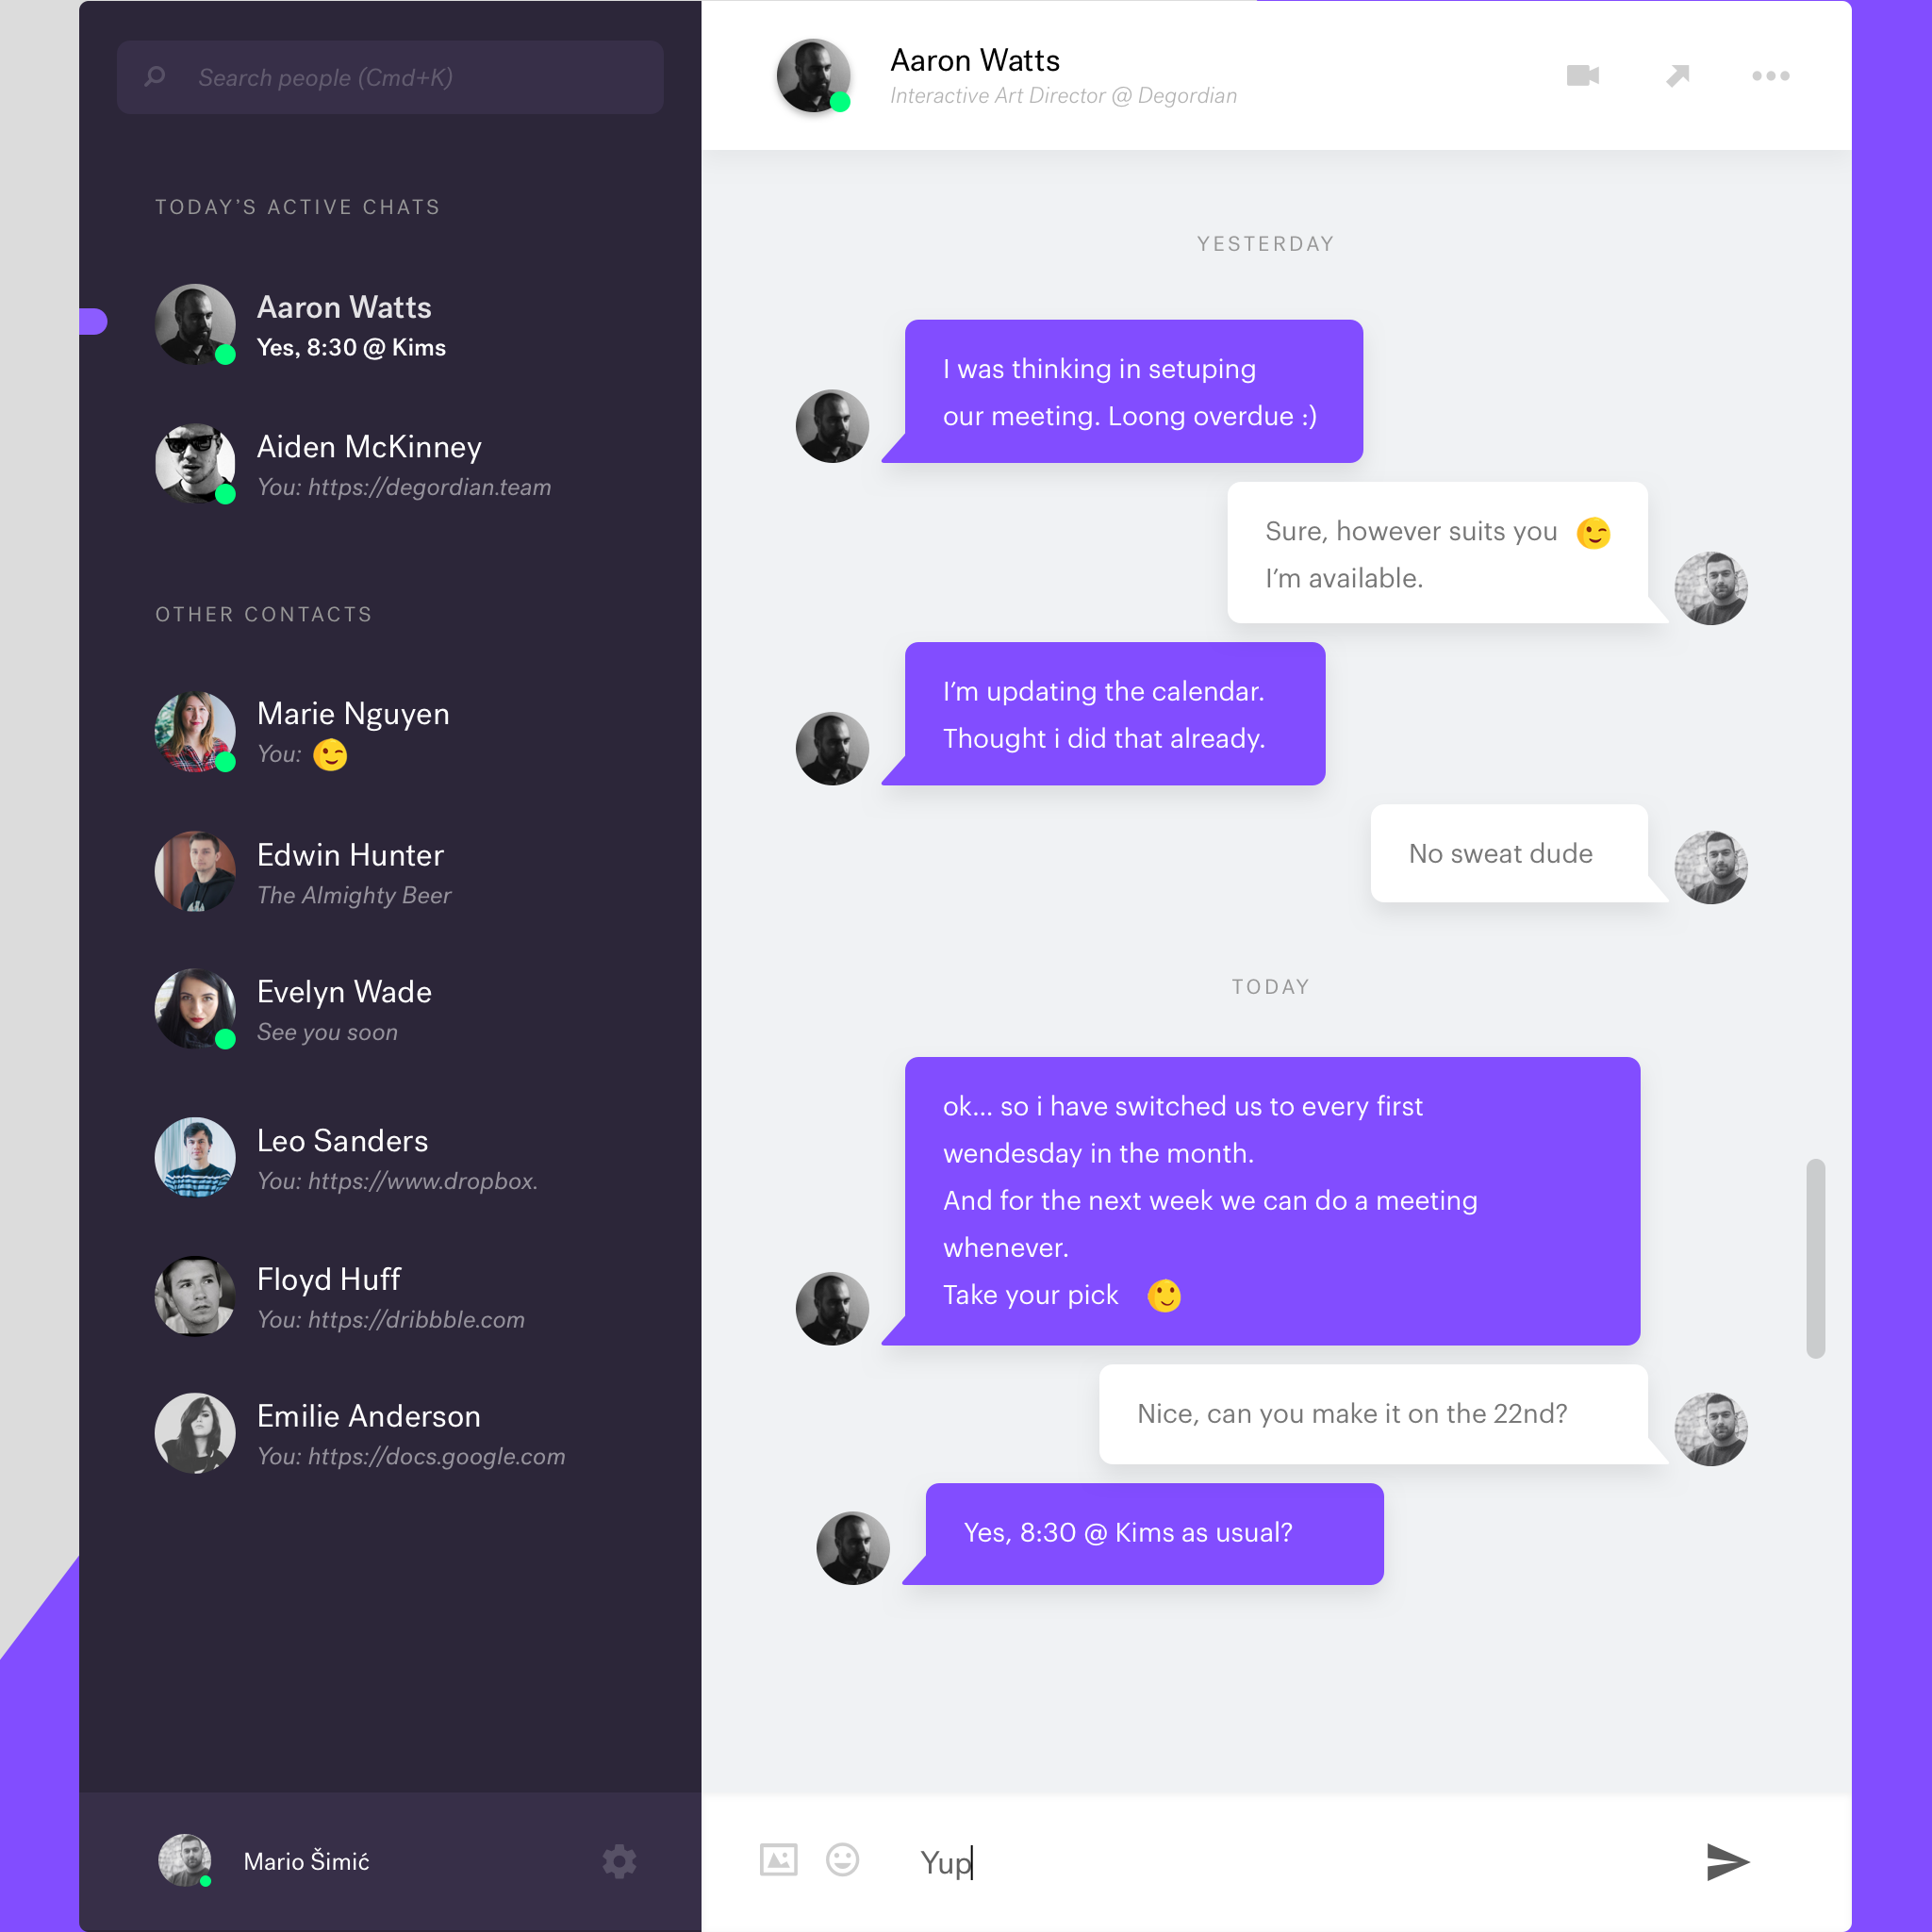 Search people (Cmd+K)
TODAY’S ACTIVE CHATS
Aaron Watts
Yes, 8:30 @ Kims
Aiden McKinney
You: https://degordian.team
OTHER CONTACTS
Marie Nguyen
You: 😉
Edwin Hunter
The Almighty Beer
Evelyn Wade
See you soon
Leo Sanders
You: https://www.dropbox.
Floyd Huff
You: https://dribbble.com
Emilie Anderson
You: https://docs.google.com
Mario Šimić
Aaron Watts
Interactive Art Director @ Degordian
YESTERDAY
I was thinking in setuping
our meeting. Loong overdue :)
Sure, however suits you 😉
I’m available.
I’m updating the calendar.
Thought i did that already.
No sweat dude
TODAY
ok... so i have switched us to every first
wendesday in the month.
And for the next week we can do a meeting
whenever.
Take your pick 🙂
Nice, can you make it on the 22nd?
Yes, 8:30 @ Kims as usual?
Yup